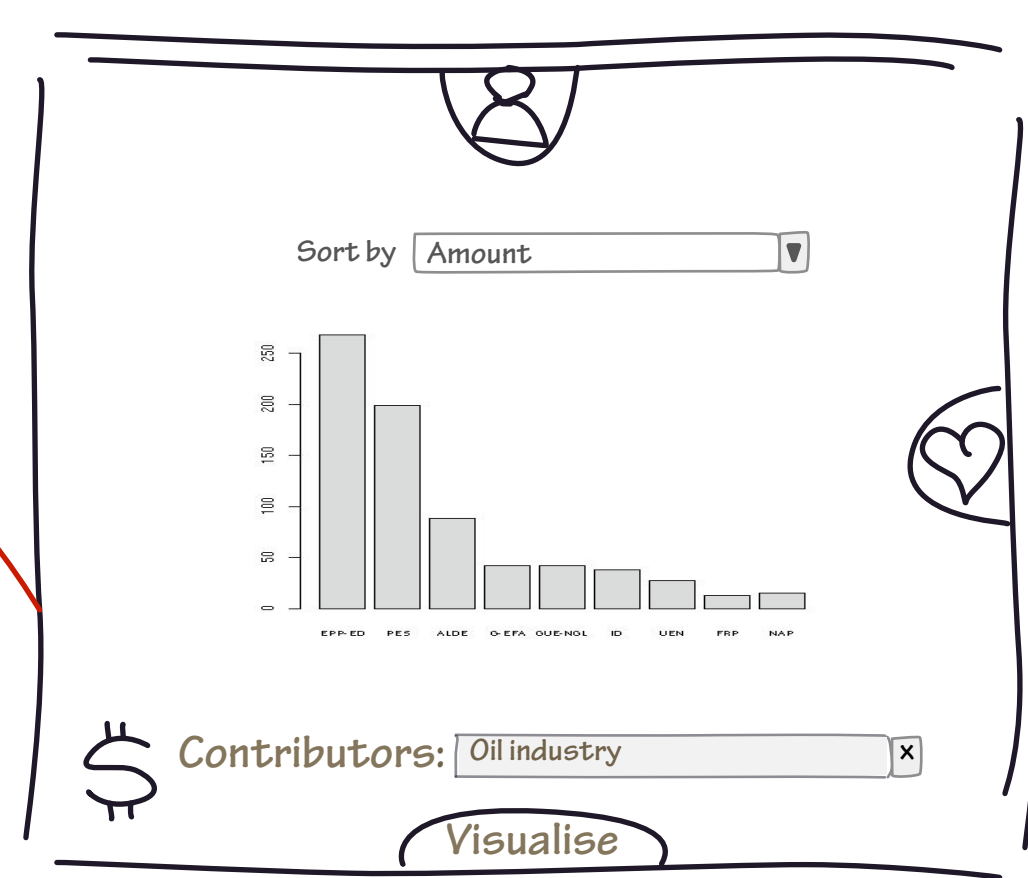 Sort by Amount
250
200
150
100
50
0
EPP-ED PES ALDE G-EFA GUE-NGL ID UEN FRP NAP
$ Contributors: Oil industry X
Visualise